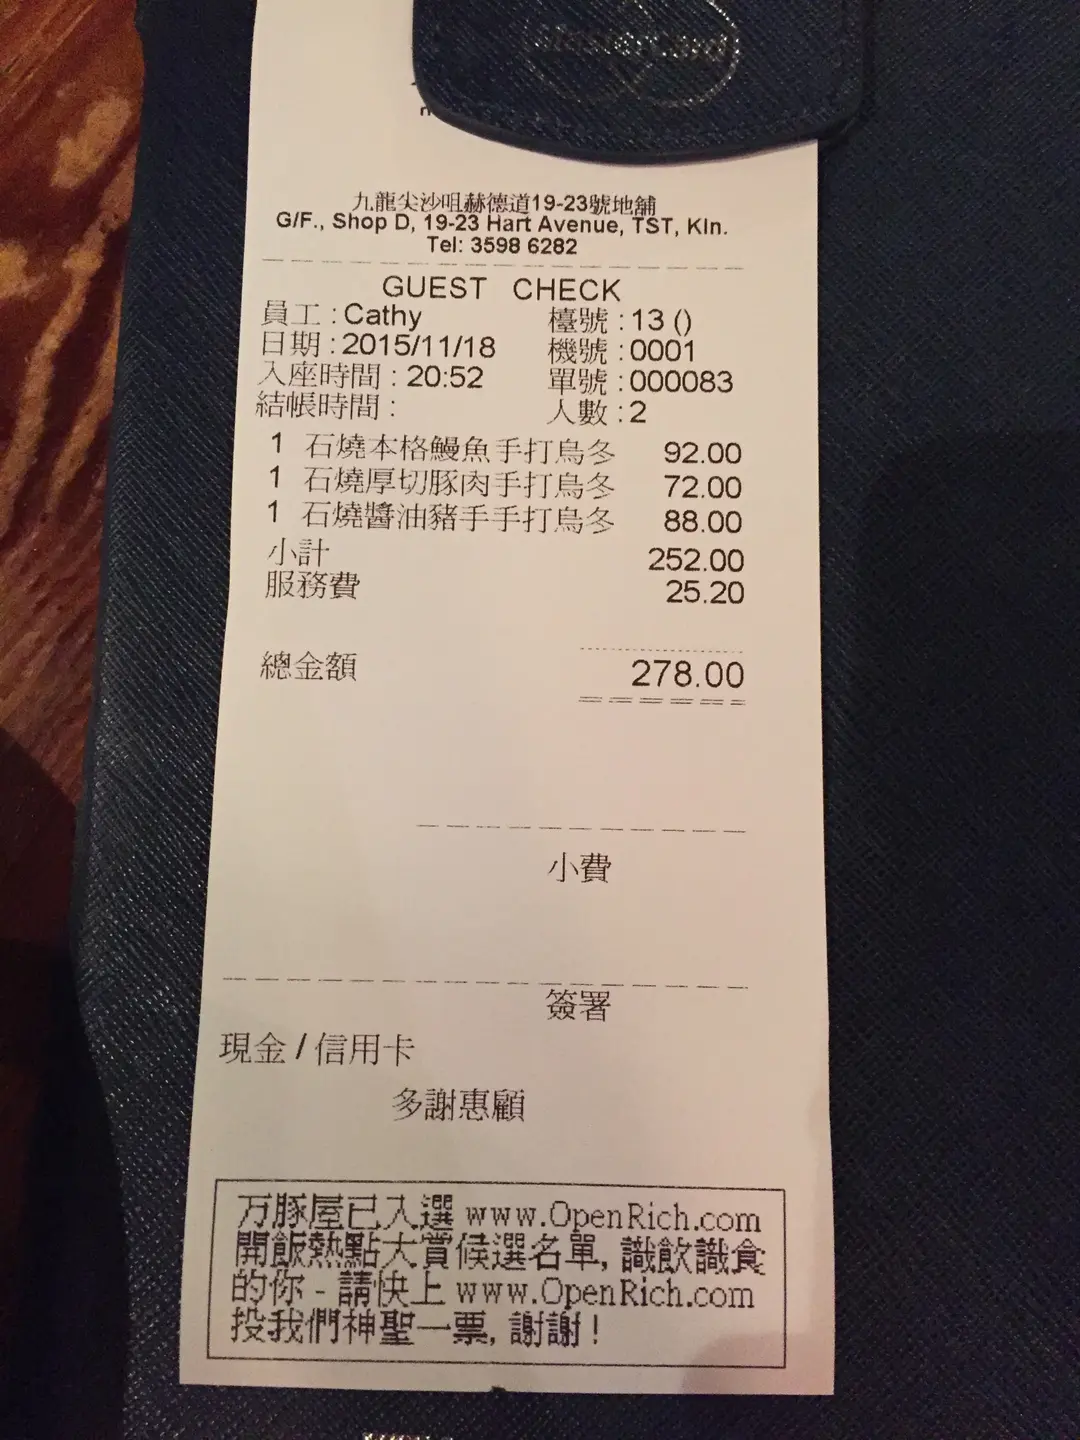 MasterCard
九龍尖沙咀赫德道19-23號地舖
G/F., Shop D, 19-23 Hart Avenue, TST, Kln.
Tel: 3598 6282
GUEST CHECK
員工 : Cathy 檯號 : 13 ()
日期 : 2015/11/18 機號 : 0001
入座時間 : 20:52 單號 : 000083
結帳時間 : 人數 : 2
1 石燒本格鰻魚手打烏冬 92.00
1 石燒厚切豚肉手打烏冬 72.00
1 石燒醬油豬手手打烏冬 88.00
小計 252.00
服務費 25.20
總金額 278.00
小費
簽署
現金 / 信用卡
多謝惠顧
万豚屋已入選 www.OpenRich.com
開飯熱點大賞候選名單, 識飲識食
的你 - 請快上 www.OpenRich.com
投我們神聖一票, 謝謝 !